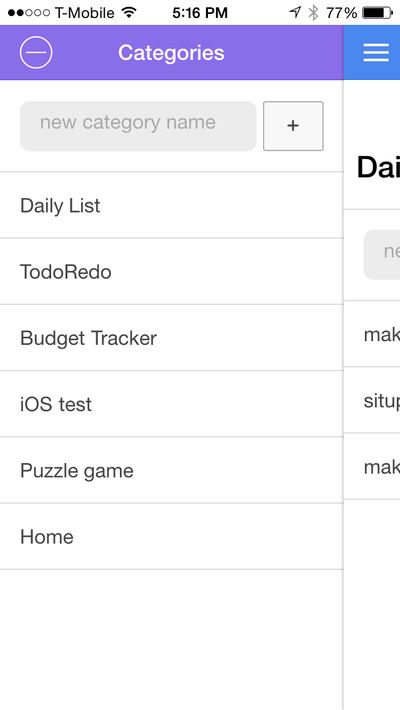 T-Mobile 5:16 PM 77%
Categories
new category name +
Daily List
TodoRedo
Budget Tracker
iOS test
Puzzle game
Home
Dai
ne
mak
situp
mak